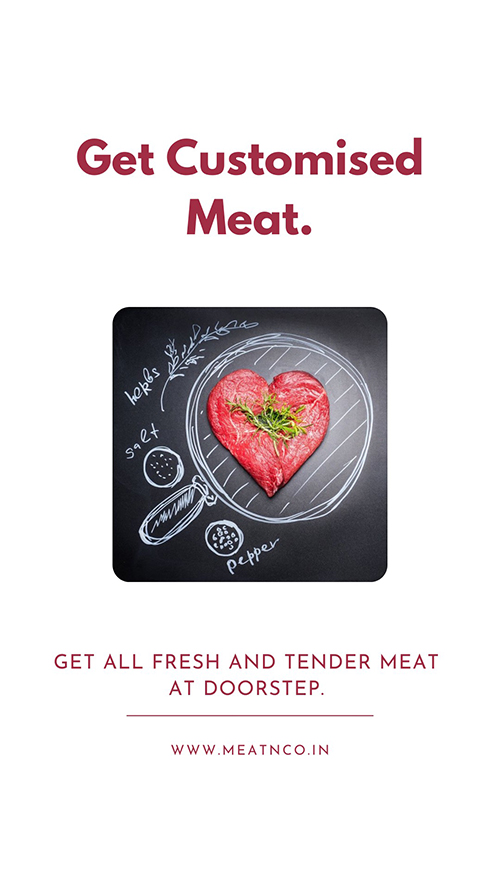 Get Customised
Meat.
herbs
salt
pepper
GET ALL FRESH AND TENDER MEAT
AT DOORSTEP.
WWW.MEATNCO.IN